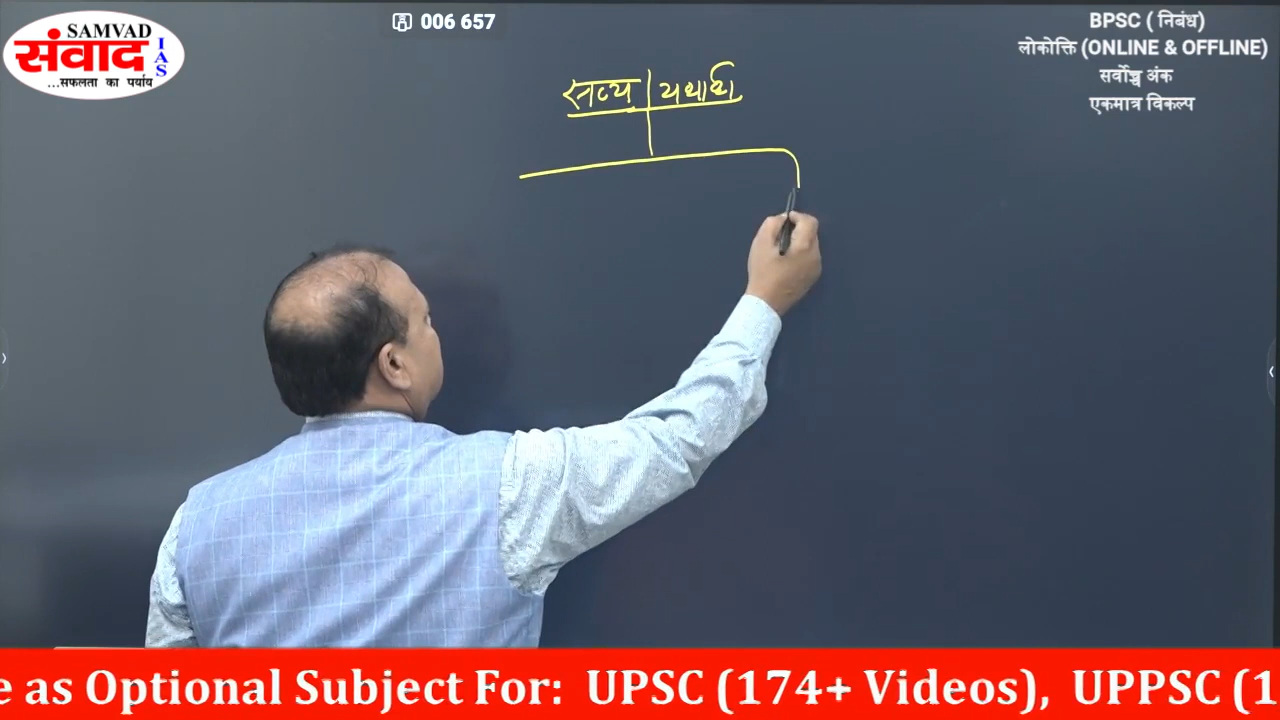 SAMVAD
संवाद
IAS
...सफलता का पर्याय
006 657
BPSC ( निबंध)
लोकोक्ति (ONLINE & OFFLINE)
सर्वोच्च अंक
एकमात्र विकल्प
सत्य | यथार्थ
e as Optional Subject For: UPSC (174+ Videos), UPPSC (1